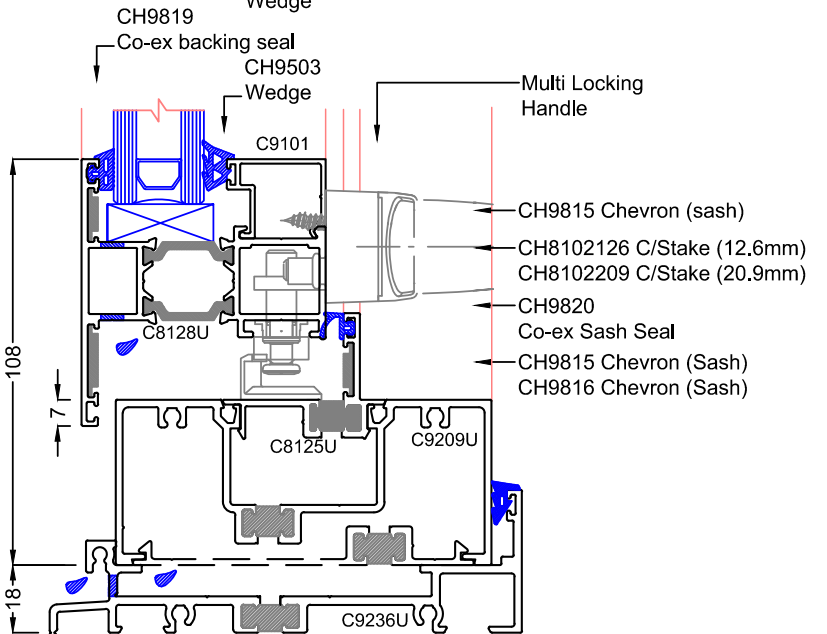 Wedge
CH9819
Co-ex backing seal
CH9503
Wedge
Multi Locking
Handle
C9101
CH9815 Chevron (sash)
CH8102126 C/Stake (12.6mm)
CH8102209 C/Stake (20.9mm)
CH9820
Co-ex Sash Seal
C8128U
CH9815 Chevron (Sash)
CH9816 Chevron (Sash)
108
7
C8125U
C9209U
18
C9236U